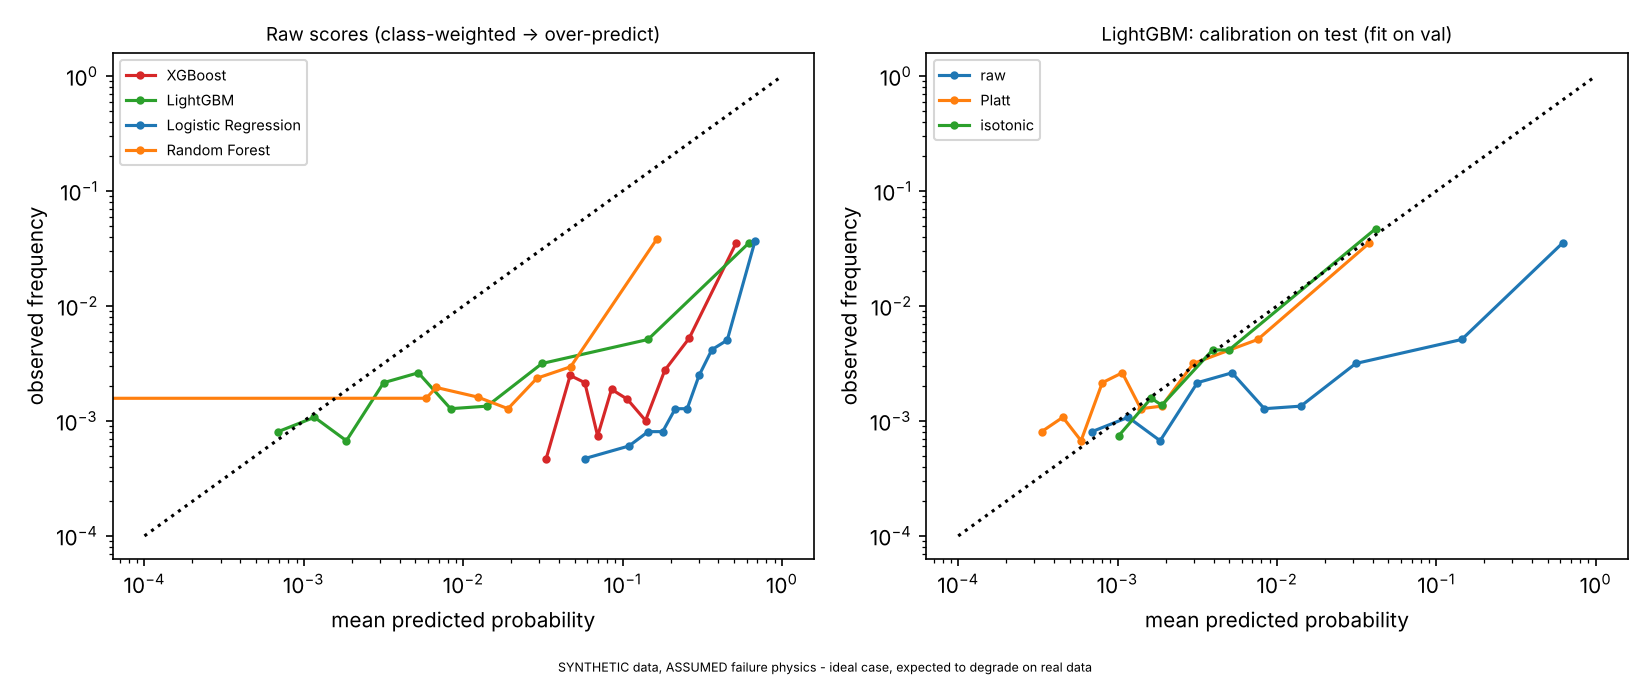 Raw scores (class-weighted → over-predict)
XGBoost
LightGBM
Logistic Regression
Random Forest
10⁰
10⁻¹
10⁻²
10⁻³
10⁻⁴
observed frequency
10⁻⁴ 10⁻³ 10⁻² 10⁻¹ 10⁰
mean predicted probability
LightGBM: calibration on test (fit on val)
raw
Platt
isotonic
10⁰
10⁻¹
10⁻²
10⁻³
10⁻⁴
observed frequency
10⁻⁴ 10⁻³ 10⁻² 10⁻¹ 10⁰
mean predicted probability
SYNTHETIC data, ASSUMED failure physics - ideal case, expected to degrade on real data